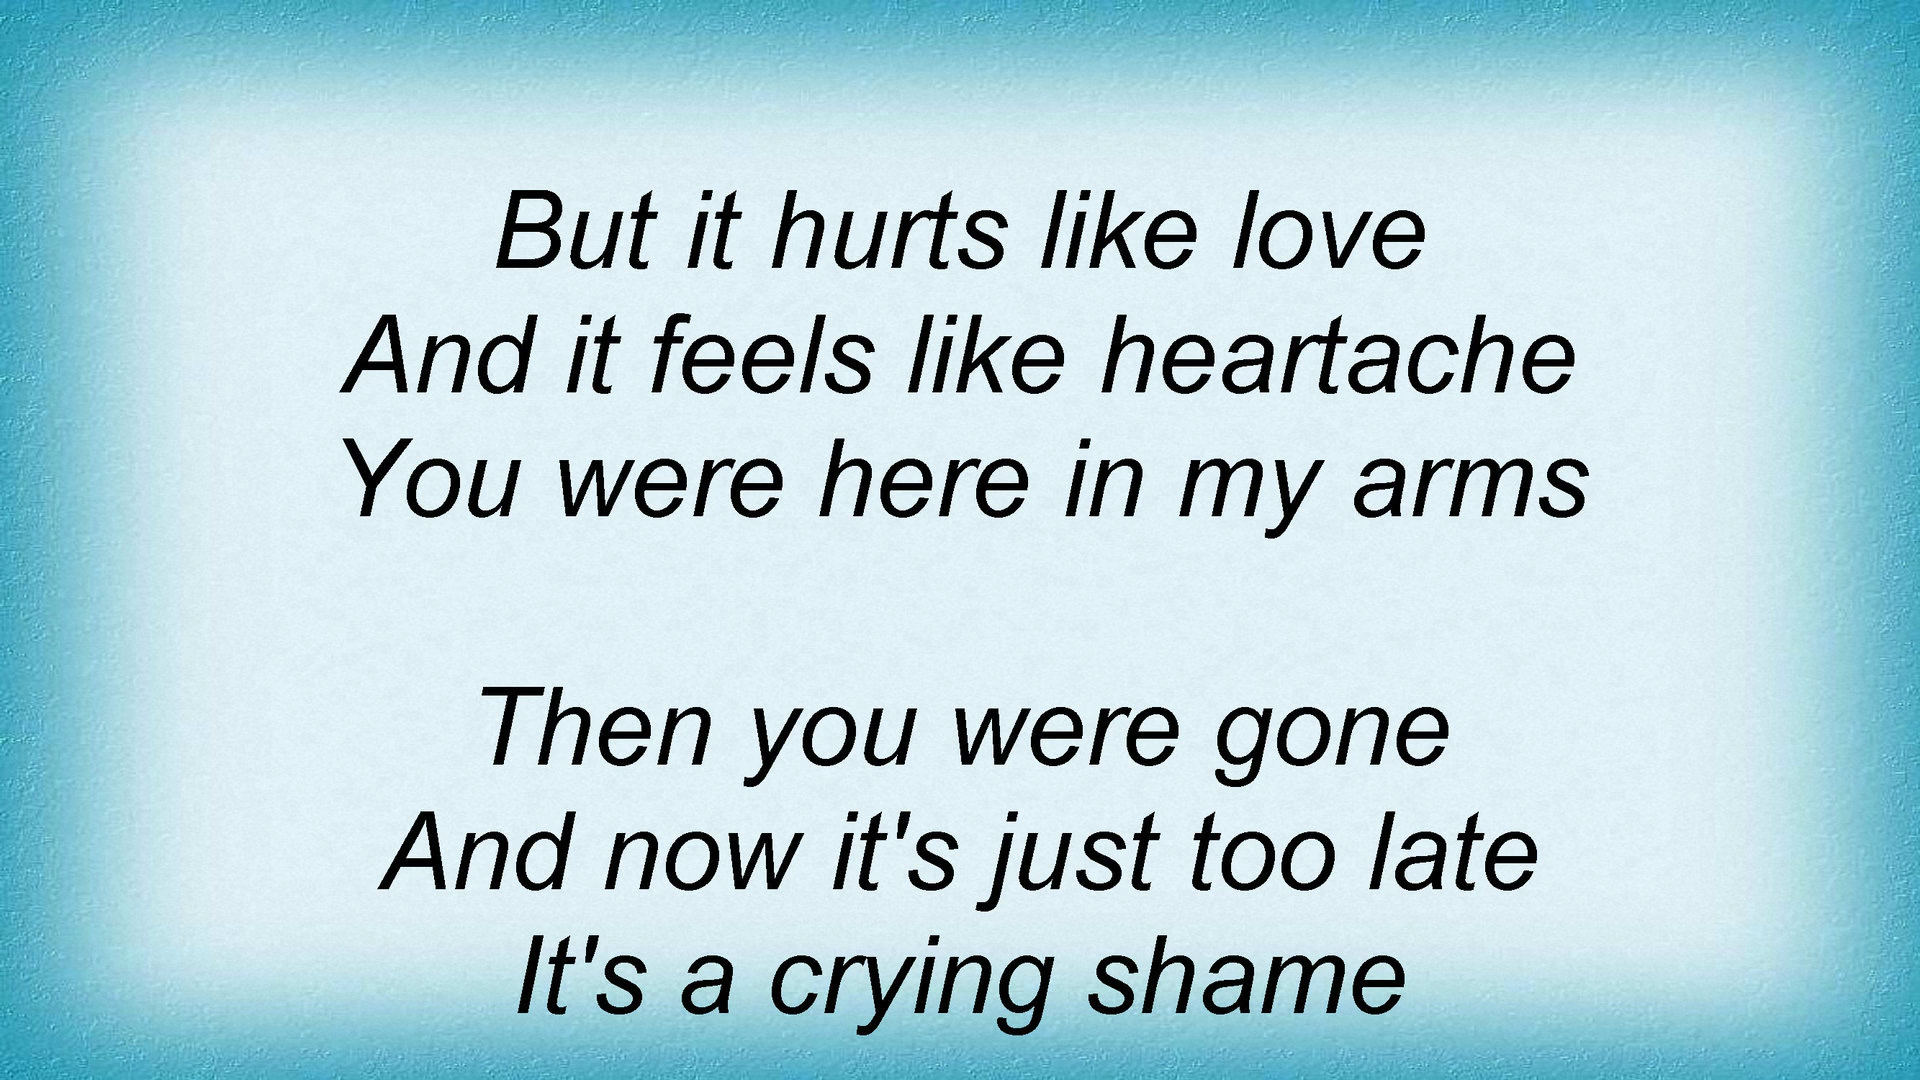 But it hurts like love
And it feels like heartache
You were here in my arms
Then you were gone
And now it's just too late
It's a crying shame